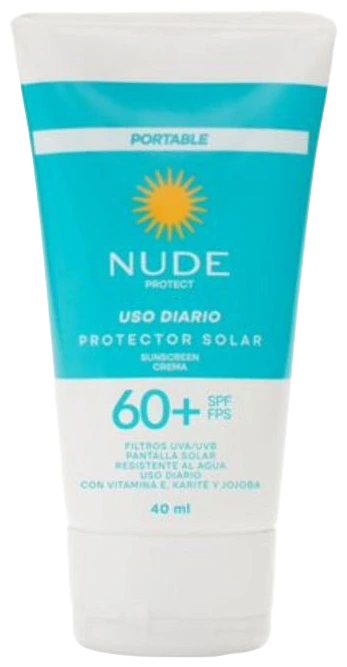 PORTABLE
NUDE
PROTECT
USO DIARIO
PROTECTOR SOLAR
SUNSCREEN
CREMA
60+ SPF
FPS
FILTROS UVA/UVB
PANTALLA SOLAR
RESISTENTE AL AGUA
USO DIARIO
CON VITAMINA E, KARITE Y JOJOBA
40 ml